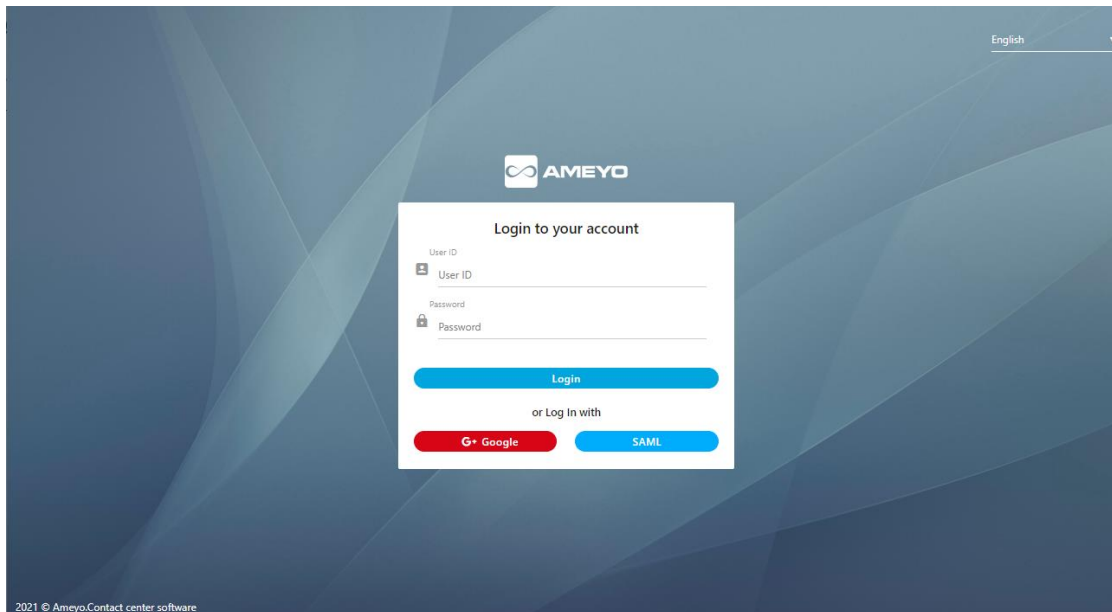 English
AMEYO
Login to your account
User ID
User ID
Password
Password
Login
or Log In with
G+ Google
SAML
2021 © Ameyo.Contact center software